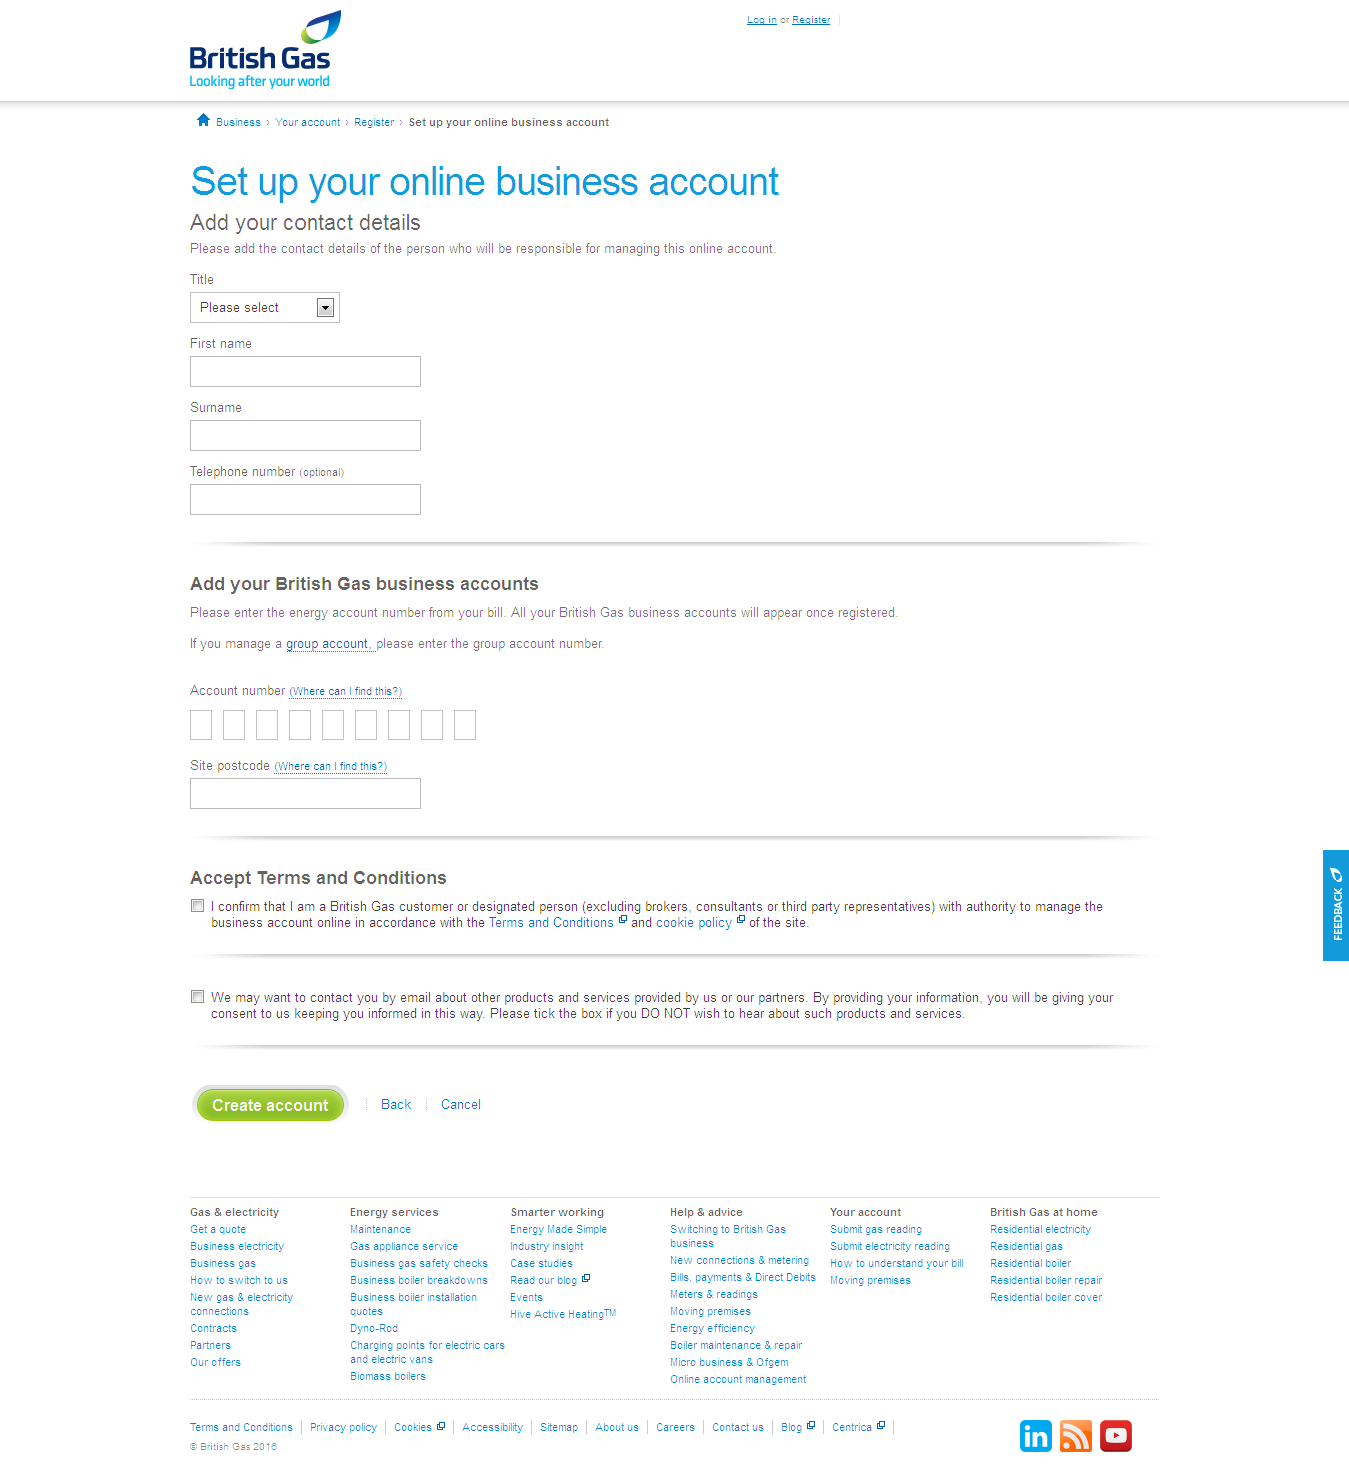 British Gas
Looking after your world
Log in or Register
Business › Your account › Register › Set up your online business account
Set up your online business account
Add your contact details
Please add the contact details of the person who will be responsible for managing this online account.
Title
Please select
First name
Surname
Telephone number (optional)
Add your British Gas business accounts
Please enter the energy account number from your bill. All your British Gas business accounts will appear once registered.
If you manage a group account, please enter the group account number.
Account number (Where can I find this?)
Site postcode (Where can I find this?)
Accept Terms and Conditions
I confirm that I am a British Gas customer or designated person (excluding brokers, consultants or third party representatives) with authority to manage the
business account online in accordance with the Terms and Conditions and cookie policy of the site.
FEEDBACK
We may want to contact you by email about other products and services provided by us or our partners. By providing your information, you will be giving your
consent to us keeping you informed in this way. Please tick the box if you DO NOT wish to hear about such products and services.
Create account Back Cancel
Gas & electricity
Get a quote
Business electricity
Business gas
How to switch to us
New gas & electricity
connections
Contracts
Partners
Our offers
Energy services
Maintenance
Gas appliance service
Business gas safety checks
Business boiler breakdowns
Business boiler installation
quotes
Dyno-Rod
Charging points for electric cars
and electric vans
Biomass boilers
Smarter working
Energy Made Simple
Industry insight
Case studies
Read our blog
Events
Hive Active Heating™
Help & advice
Switching to British Gas
business
New connections & metering
Bills, payments & Direct Debits
Meters & readings
Moving premises
Energy efficiency
Boiler maintenance & repair
Micro business & Ofgem
Online account management
Your account
Submit gas reading
Submit electricity reading
How to understand your bill
Moving premises
British Gas at home
Residential electricity
Residential gas
Residential boiler
Residential boiler repair
Residential boiler cover
Terms and Conditions Privacy policy Cookies Accessibility Sitemap About us Careers Contact us Blog Centrica
© British Gas 2016
in